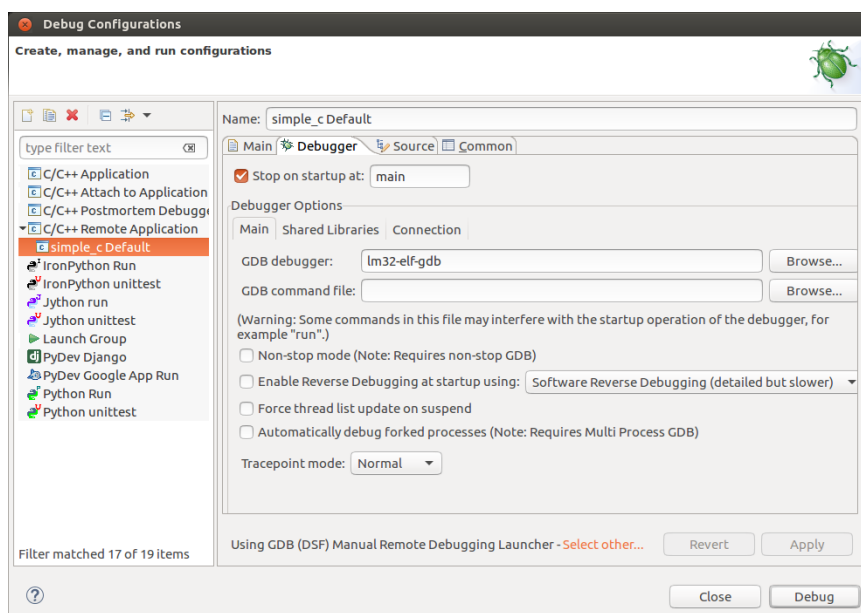 Debug Configurations
Create, manage, and run configurations
type filter text
C/C++ Application
C/C++ Attach to Application
C/C++ Postmortem Debugge
C/C++ Remote Application
simple_c Default
IronPython Run
IronPython unittest
Jython run
Jython unittest
Launch Group
PyDev Django
PyDev Google App Run
Python Run
Python unittest
Filter matched 17 of 19 items
Name: simple_c Default
Main Debugger Source Common
Stop on startup at: main
Debugger Options
Main Shared Libraries Connection
GDB debugger: lm32-elf-gdb Browse...
GDB command file: Browse...
(Warning: Some commands in this file may interfere with the startup operation of the debugger, for
example "run".)
Non-stop mode (Note: Requires non-stop GDB)
Enable Reverse Debugging at startup using: Software Reverse Debugging (detailed but slower)
Force thread list update on suspend
Automatically debug forked processes (Note: Requires Multi Process GDB)
Tracepoint mode: Normal
Using GDB (DSF) Manual Remote Debugging Launcher - Select other... Revert Apply
? Close Debug